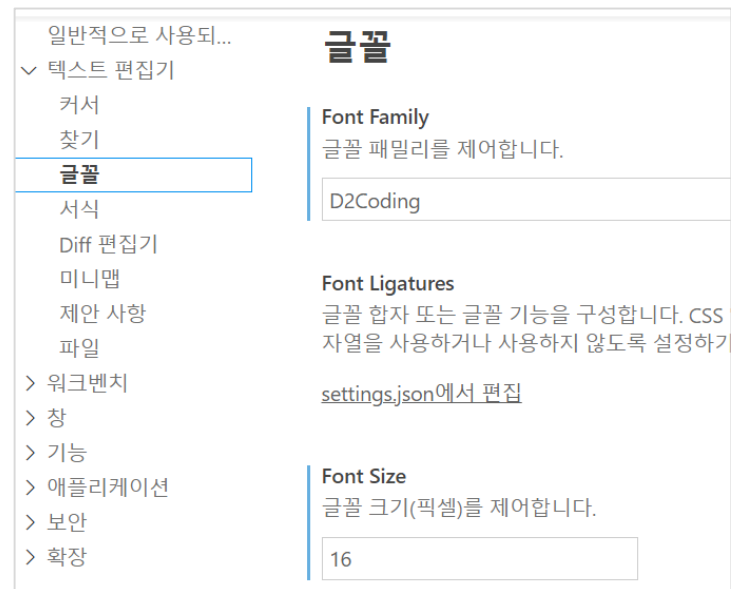 일반적으로 사용되...
텍스트 편집기
커서
찾기
글꼴
서식
Diff 편집기
미니맵
제안 사항
파일
워크벤치
창
기능
애플리케이션
보안
확장
글꼴
Font Family
글꼴 패밀리를 제어합니다.
D2Coding
Font Ligatures
글꼴 합자 또는 글꼴 기능을 구성합니다. CSS
자열을 사용하거나 사용하지 않도록 설정하기
settings.json에서 편집
Font Size
글꼴 크기(픽셀)를 제어합니다.
16